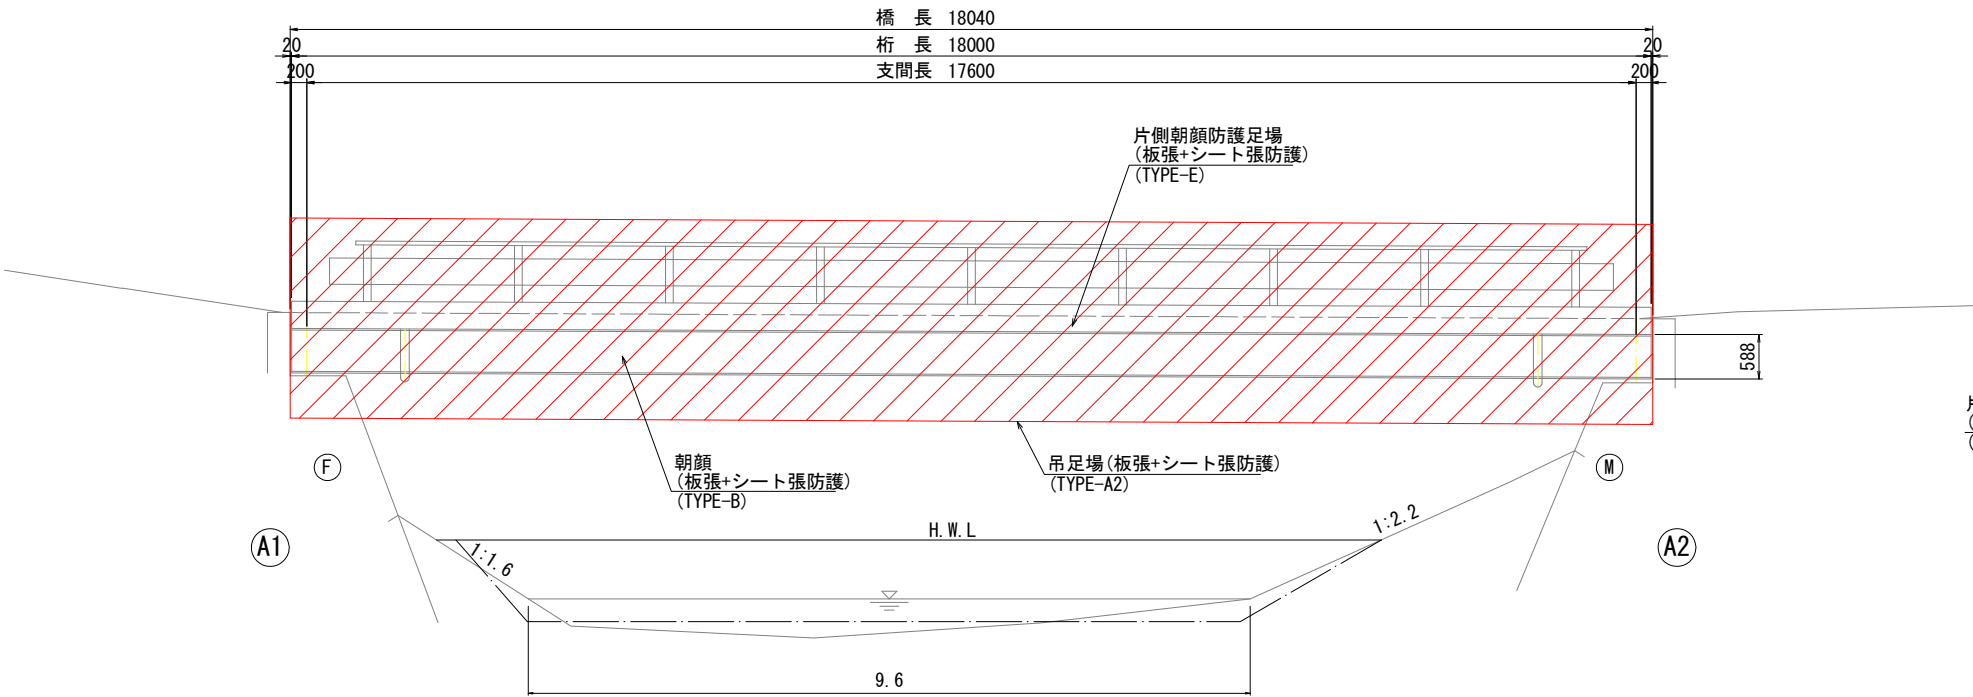 橋　長 18040
20 桁　長 18000 20
200 支間長 17600 200
片側朝顔防護足場
(板張+シート張防護)
(TYPE-E)
588
朝顔
(板張+シート張防護)
(TYPE-B)
吊足場(板張+シート張防護)
(TYPE-A2)
F
M
A1
A2
H.W.L
1:1.6
1:2.2
9.6